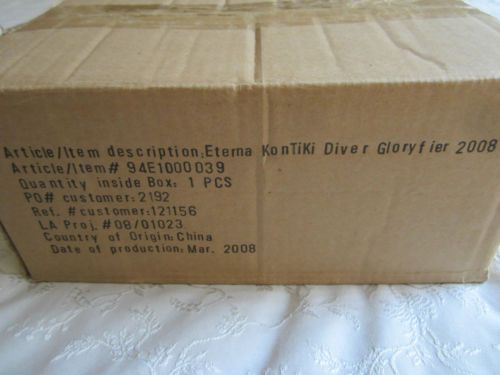 Article/Item description:Eterna KonTiKi Diver Gloryfier 2008
Article/Item# 94E1000039
Quantity inside Box: 1 PCS
PO# customer:2192
Ref. #customer:121156
LA Proj.#08/01023
Country of Origin:China
Date of production:Mar. 2008